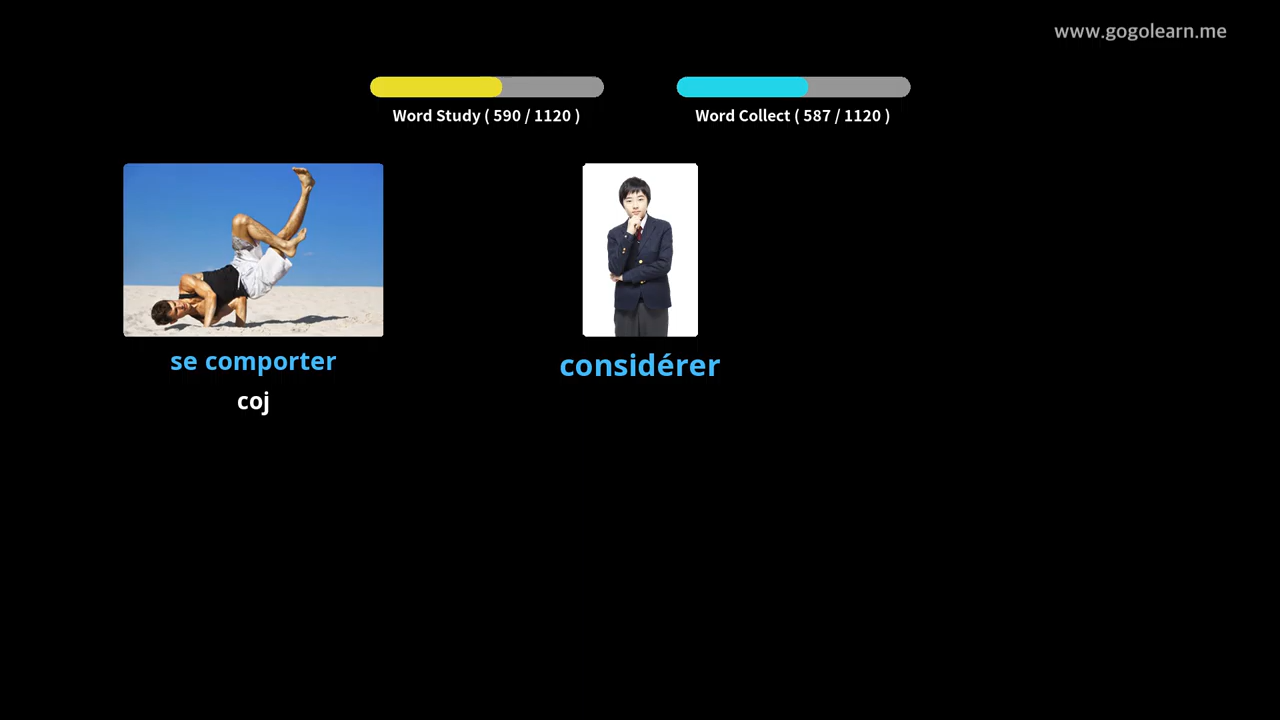 www.gogolearn.me
Word Study ( 590 / 1120 )
Word Collect ( 587 / 1120 )
se comporter
coj
considérer